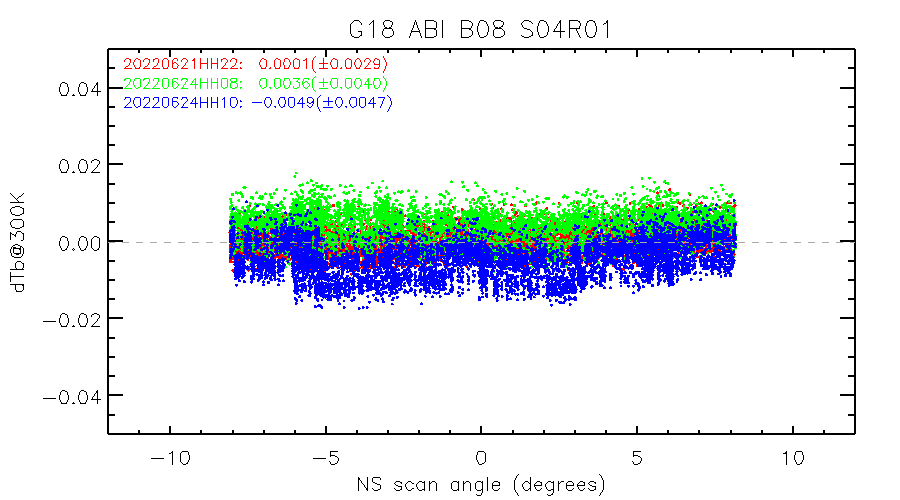 G18 ABI B08 S04R01
20220621HH22: 0.0001(±0.0029)
20220624HH08: 0.0036(±0.0040)
20220624HH10: −0.0049(±0.0047)
0.04
0.02
0.00
−0.02
−0.04
dTb@300K
−10 −5 0 5 10
NS scan angle (degrees)